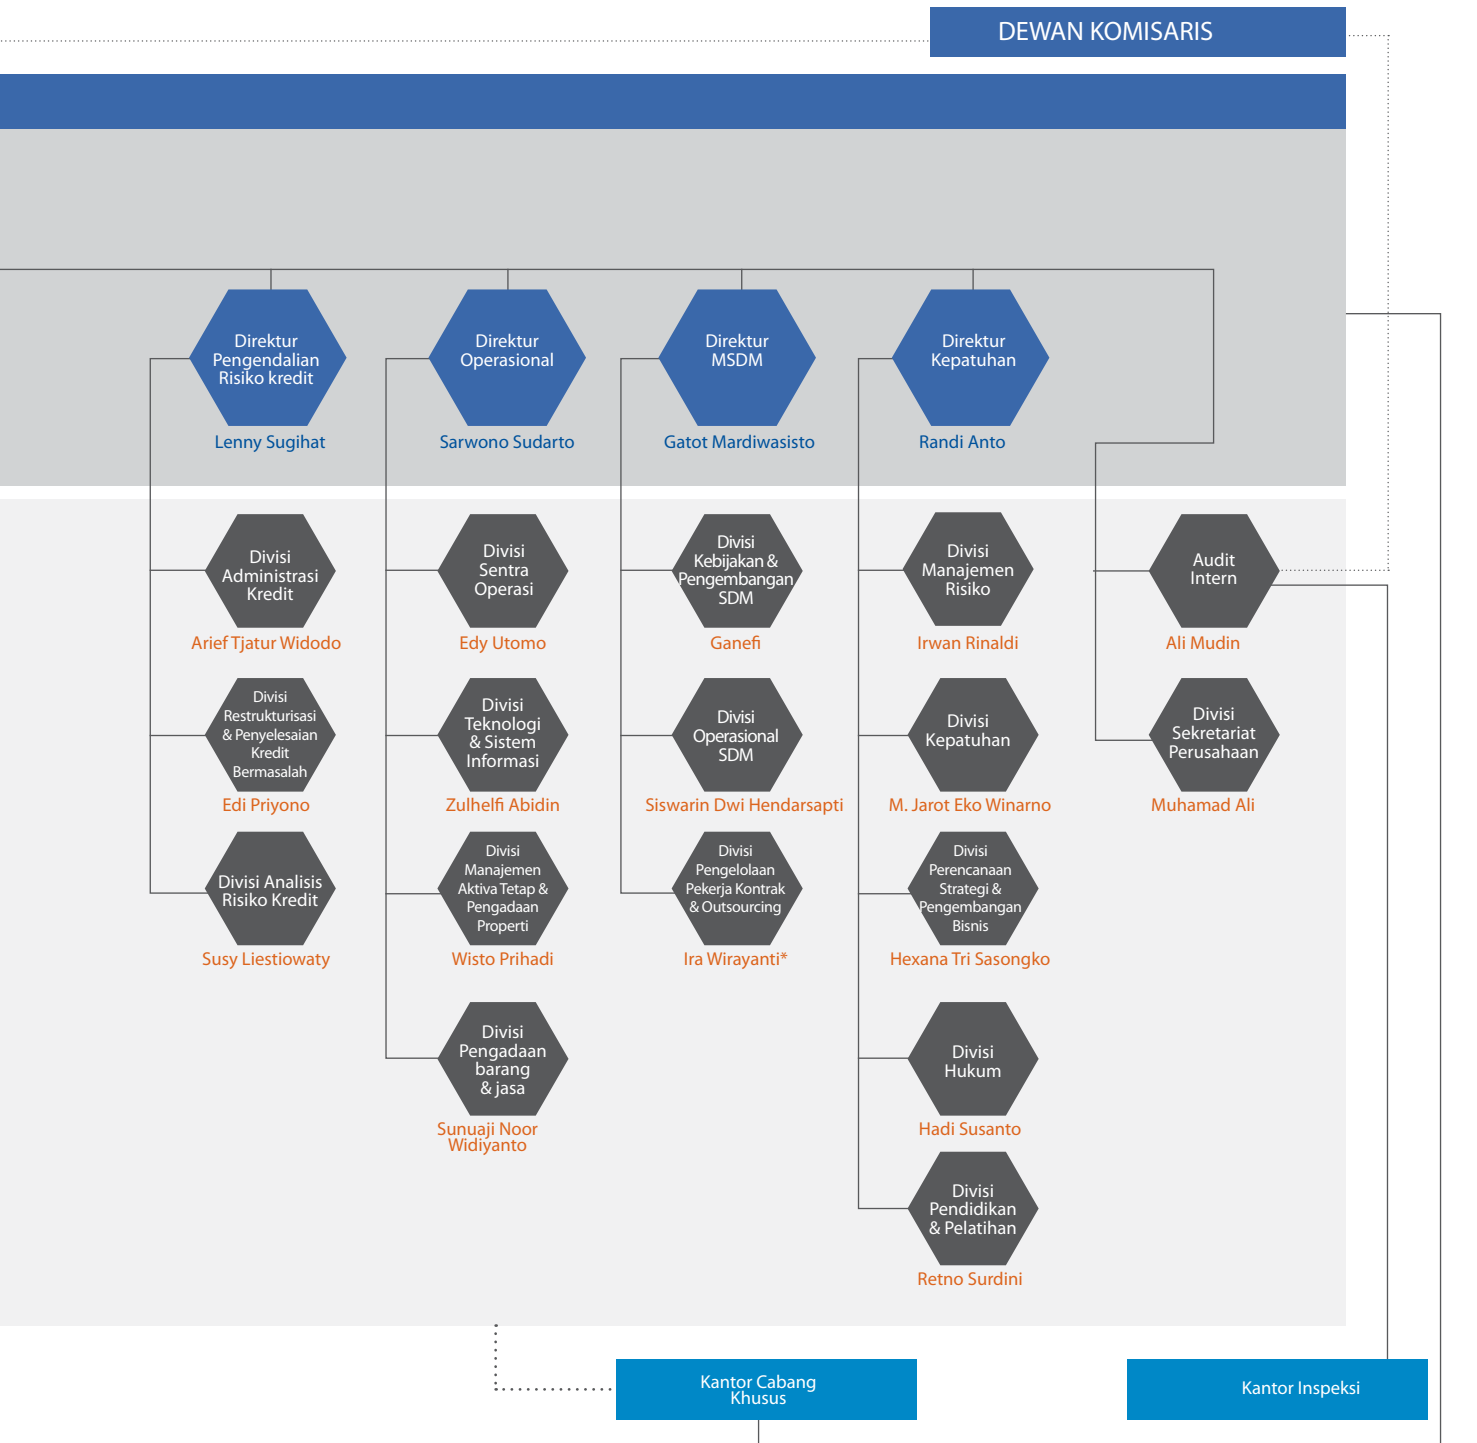 DEWAN KOMISARIS
Direktur
Pengendalian
Risiko kredit
Lenny Sugihat
Direktur
Operasional
Sarwono Sudarto
Direktur
MSDM
Gatot Mardiwasisto
Direktur
Kepatuhan
Randi Anto
Divisi
Administrasi
Kredit
Arief Tjatur Widodo
Divisi
Restrukturisasi
& Penyelesaian
Kredit
Bermasalah
Edi Priyono
Divisi Analisis
Risiko Kredit
Susy Liestiowaty
Divisi
Sentra
Operasi
Edy Utomo
Divisi
Teknologi
& Sistem
Informasi
Zulhelfi Abidin
Divisi
Manajemen
Aktiva Tetap &
Pengadaan
Properti
Wisto Prihadi
Divisi
Pengadaan
barang
& jasa
Sunuaji Noor
Widiyanto
Divisi
Kebijakan &
Pengembangan
SDM
Ganefi
Divisi
Operasional
SDM
Siswarin Dwi Hendarsapti
Divisi
Pengelolaan
Pekerja Kontrak
& Outsourcing
Ira Wirayanti*
Divisi
Manajemen
Risiko
Irwan Rinaldi
Divisi
Kepatuhan
M. Jarot Eko Winarno
Divisi
Perencanaan
Strategi &
Pengembangan
Bisnis
Hexana Tri Sasongko
Divisi
Hukum
Hadi Susanto
Divisi
Pendidikan
& Pelatihan
Retno Surdini
Audit
Intern
Ali Mudin
Divisi
Sekretariat
Perusahaan
Muhamad Ali
Kantor Cabang
Khusus
Kantor Inspeksi